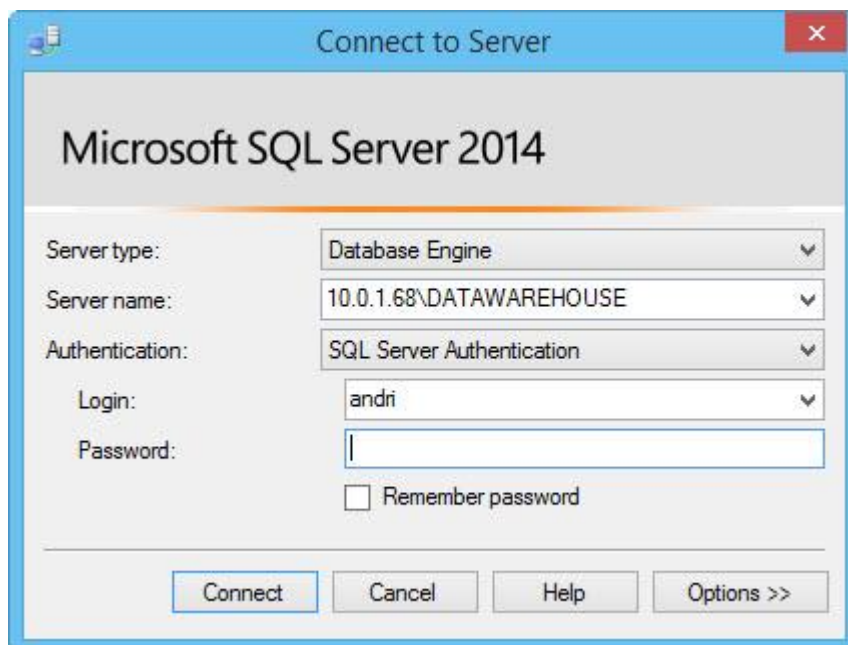 Connect to Server
Microsoft SQL Server 2014
Server type: Database Engine
Server name: 10.0.1.68\DATAWAREHOUSE
Authentication: SQL Server Authentication
Login: andri
Password:
Remember password
Connect Cancel Help Options >>